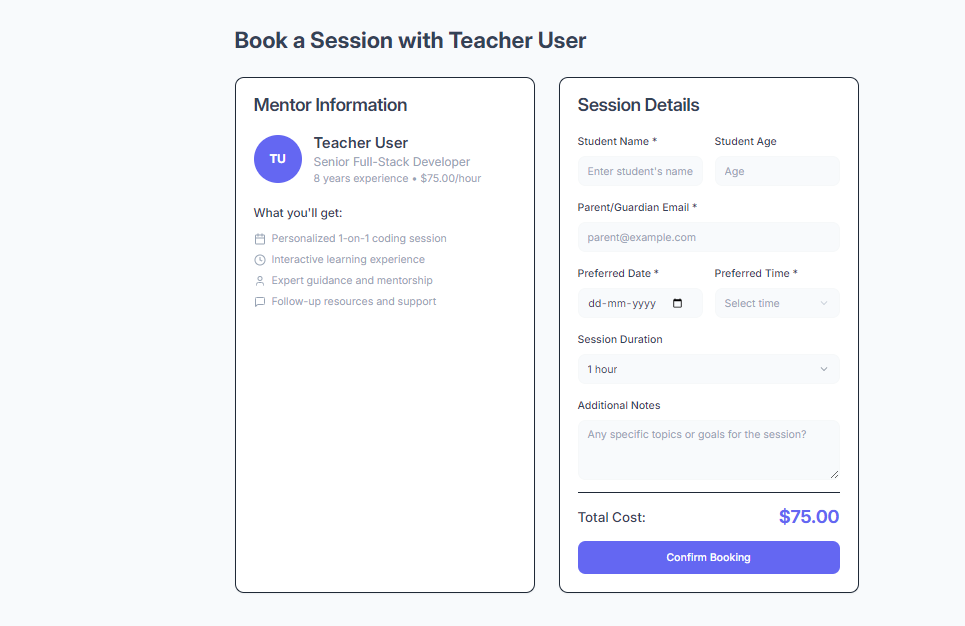 Book a Session with Teacher User
Mentor Information
TU
Teacher User
Senior Full-Stack Developer
8 years experience • $75.00/hour
What you'll get:
Personalized 1-on-1 coding session
Interactive learning experience
Expert guidance and mentorship
Follow-up resources and support
Session Details
Student Name * Student Age
Enter student's name Age
Parent/Guardian Email *
parent@example.com
Preferred Date * Preferred Time *
dd-mm-yyyy Select time
Session Duration
1 hour
Additional Notes
Any specific topics or goals for the session?
Total Cost: $75.00
Confirm Booking